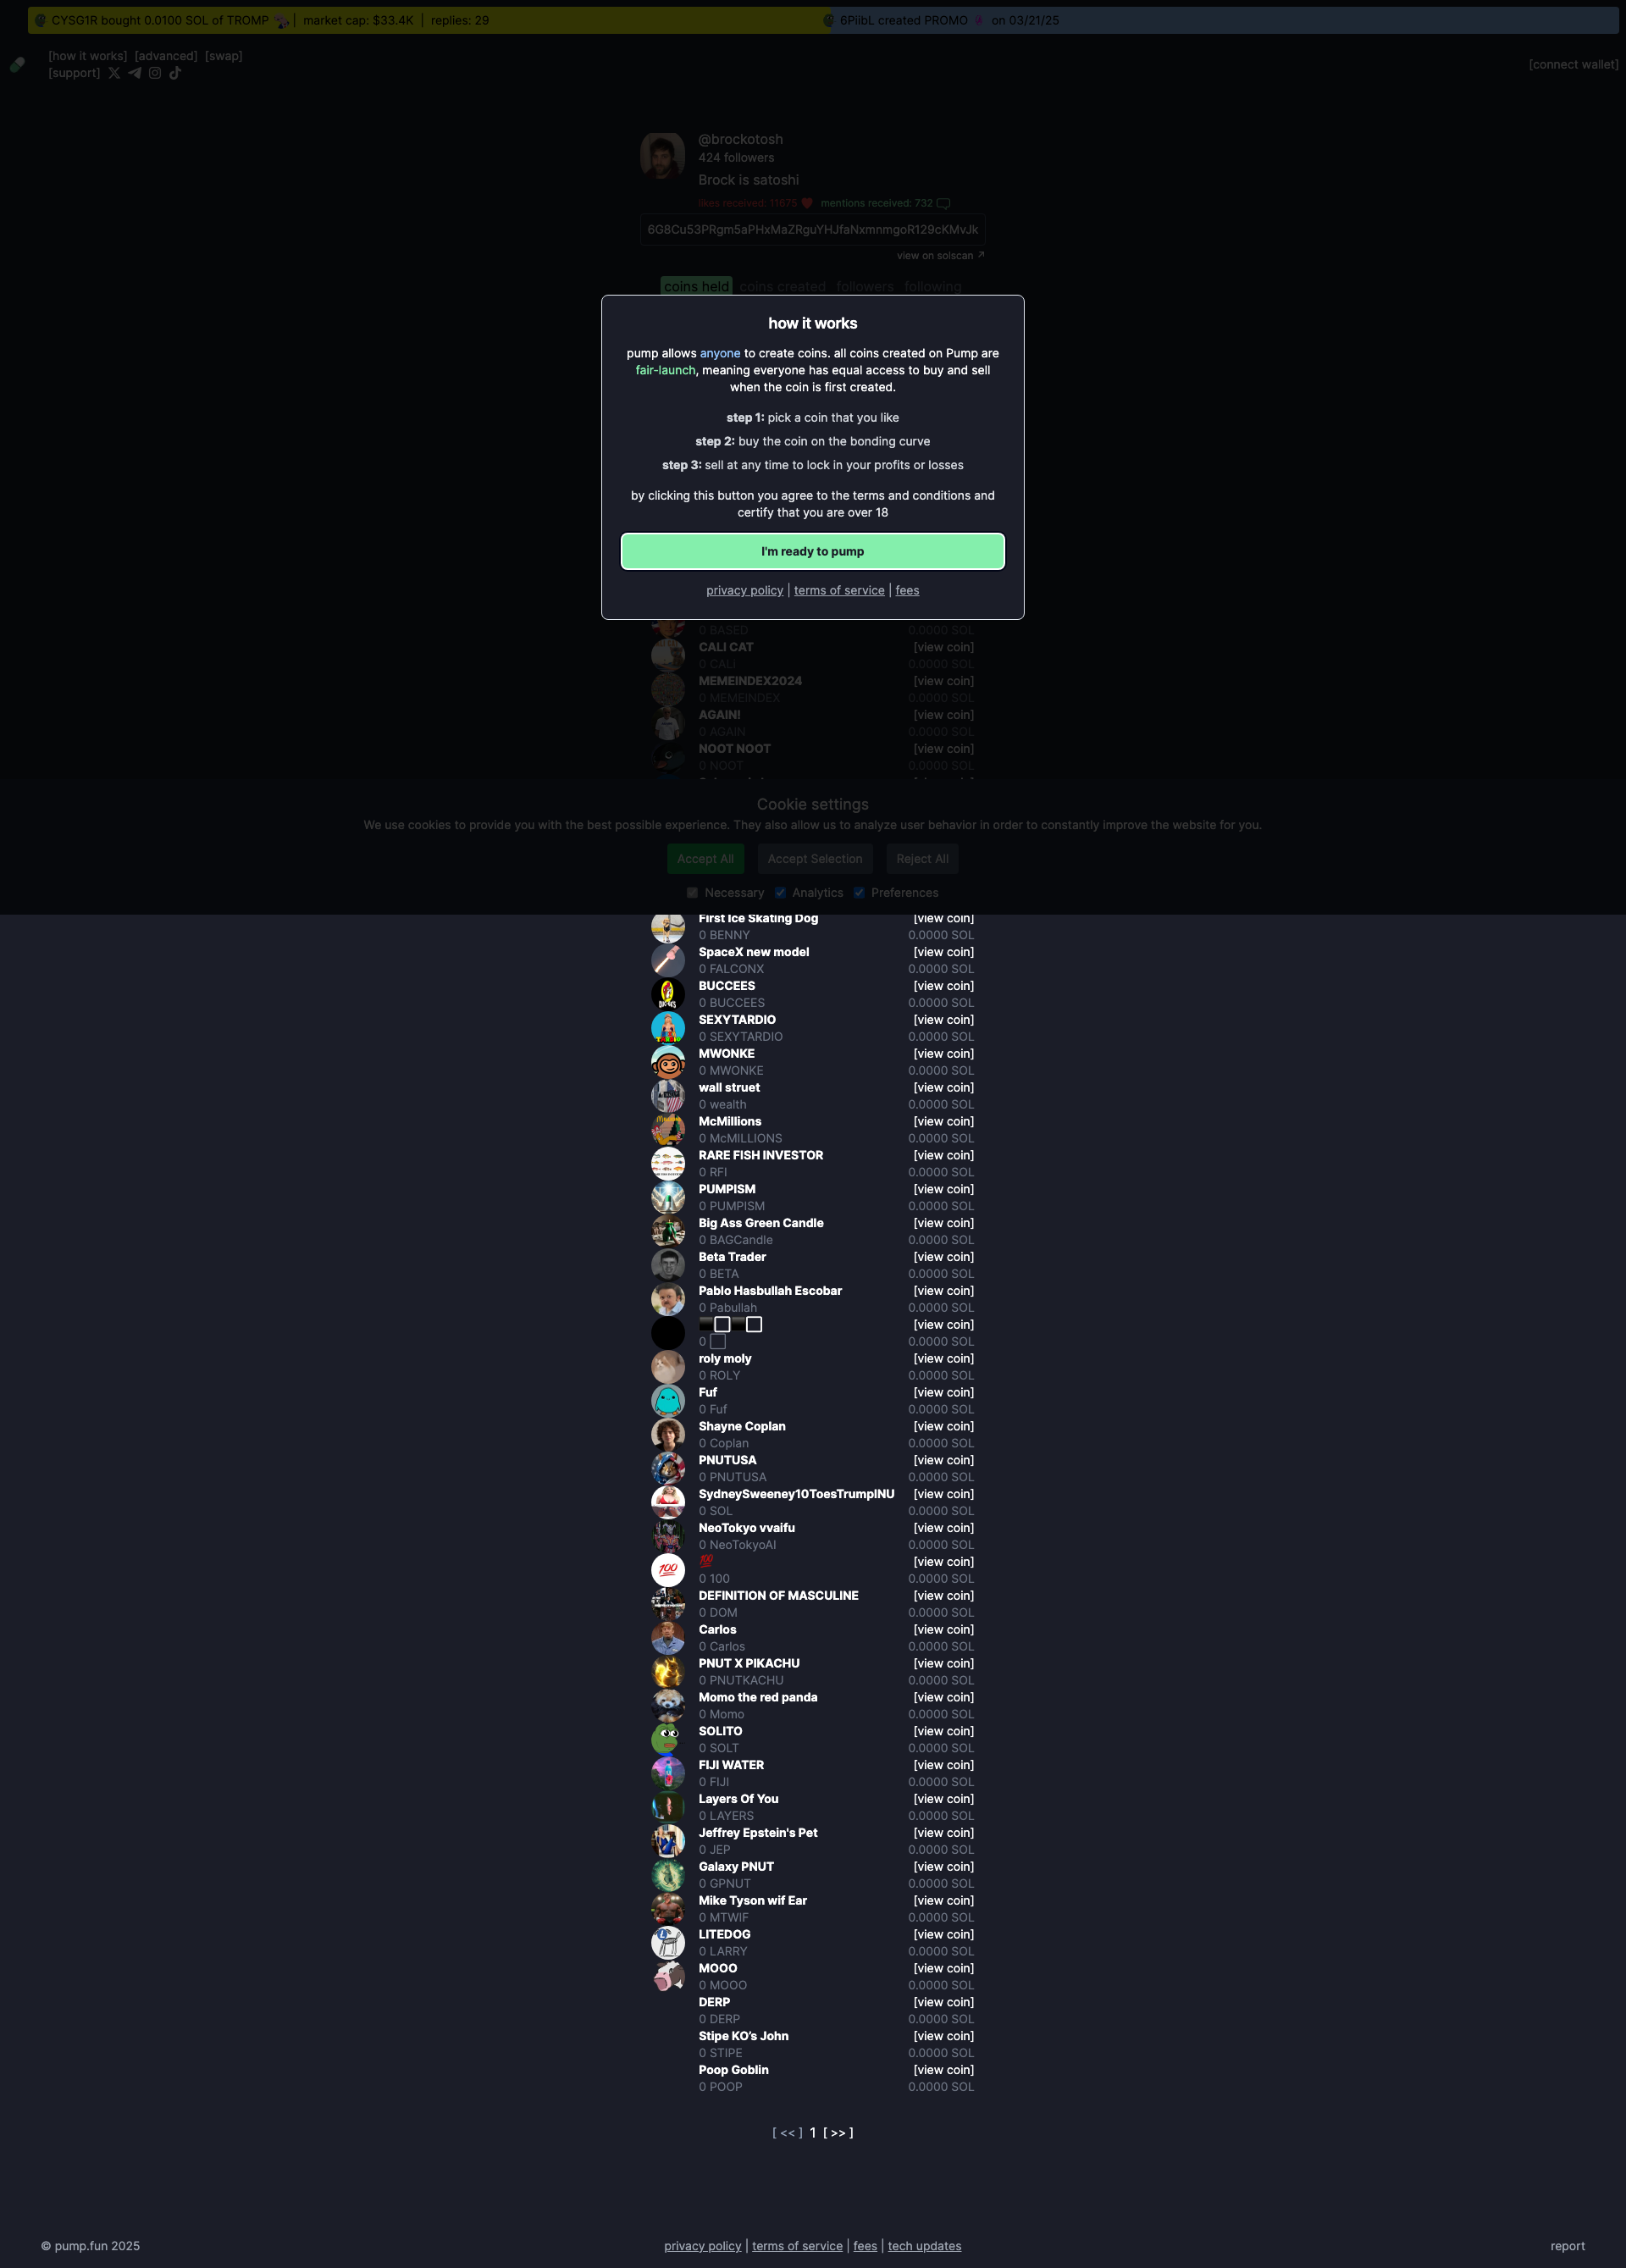 CYSG1R bought 0.0100 SOL of TROMP | market cap: $33.4K | replies: 29
6PiibL created PROMO on 03/21/25
[how it works] [advanced] [swap]
[support]
[connect wallet]
@brockotosh
424 followers
Brock is satoshi
likes received: 11675 mentions received: 732
6G8Cu53PRgm5aPHxMaZRguYHJfaNxmnmgoR129cKMvJk
view on solscan ↗
coins held coins created followers following
how it works
pump allows anyone to create coins. all coins created on Pump are
fair-launch, meaning everyone has equal access to buy and sell
when the coin is first created.
step 1: pick a coin that you like
step 2: buy the coin on the bonding curve
step 3: sell at any time to lock in your profits or losses
by clicking this button you agree to the terms and conditions and
certify that you are over 18
I'm ready to pump
privacy policy | terms of service | fees
0 BASED 0.0000 SOL
CALI CAT [view coin]
0 CALI 0.0000 SOL
MEMEINDEX2024 [view coin]
0 MEMEINDEX 0.0000 SOL
AGAIN! [view coin]
0 AGAIN 0.0000 SOL
NOOT NOOT [view coin]
0 NOOT 0.0000 SOL
Cookie settings
We use cookies to provide you with the best possible experience. They also allow us to analyze user behavior in order to constantly improve the website for you.
Accept All Accept Selection Reject All
Necessary Analytics Preferences
First Ice Skating Dog [view coin]
0 BENNY 0.0000 SOL
SpaceX new model [view coin]
0 FALCONX 0.0000 SOL
BUCCEES [view coin]
0 BUCCEES 0.0000 SOL
SEXYTARDIO [view coin]
0 SEXYTARDIO 0.0000 SOL
MWONKE [view coin]
0 MWONKE 0.0000 SOL
wall struet [view coin]
0 wealth 0.0000 SOL
McMillions [view coin]
0 McMILLIONS 0.0000 SOL
RARE FISH INVESTOR [view coin]
0 RFI 0.0000 SOL
PUMPISM [view coin]
0 PUMPISM 0.0000 SOL
Big Ass Green Candle [view coin]
0 BAGCandle 0.0000 SOL
Beta Trader [view coin]
0 BETA 0.0000 SOL
Pablo Hasbullah Escobar [view coin]
0 Pabullah 0.0000 SOL
[view coin]
0 0.0000 SOL
roly moly [view coin]
0 ROLY 0.0000 SOL
Fuf [view coin]
0 Fuf 0.0000 SOL
Shayne Coplan [view coin]
0 Coplan 0.0000 SOL
PNUTUSA [view coin]
0 PNUTUSA 0.0000 SOL
SydneySweeney10ToesTrumpINU [view coin]
0 SOL 0.0000 SOL
NeoTokyo vvaifu [view coin]
0 NeoTokyoAI 0.0000 SOL
💯 [view coin]
0 100 0.0000 SOL
DEFINITION OF MASCULINE [view coin]
0 DOM 0.0000 SOL
Carlos [view coin]
0 Carlos 0.0000 SOL
PNUT X PIKACHU [view coin]
0 PNUTKACHU 0.0000 SOL
Momo the red panda [view coin]
0 Momo 0.0000 SOL
SOLITO [view coin]
0 SOLT 0.0000 SOL
FIJI WATER [view coin]
0 FIJI 0.0000 SOL
Layers Of You [view coin]
0 LAYERS 0.0000 SOL
Jeffrey Epstein's Pet [view coin]
0 JEP 0.0000 SOL
Galaxy PNUT [view coin]
0 GPNUT 0.0000 SOL
Mike Tyson wif Ear [view coin]
0 MTWIF 0.0000 SOL
LITEDOG [view coin]
0 LARRY 0.0000 SOL
MOOO [view coin]
0 MOOO 0.0000 SOL
DERP [view coin]
0 DERP 0.0000 SOL
Stipe KO’s John [view coin]
0 STIPE 0.0000 SOL
Poop Goblin [view coin]
0 POOP 0.0000 SOL
[ << ] 1 [ >> ]
© pump.fun 2025
privacy policy | terms of service | fees | tech updates
report